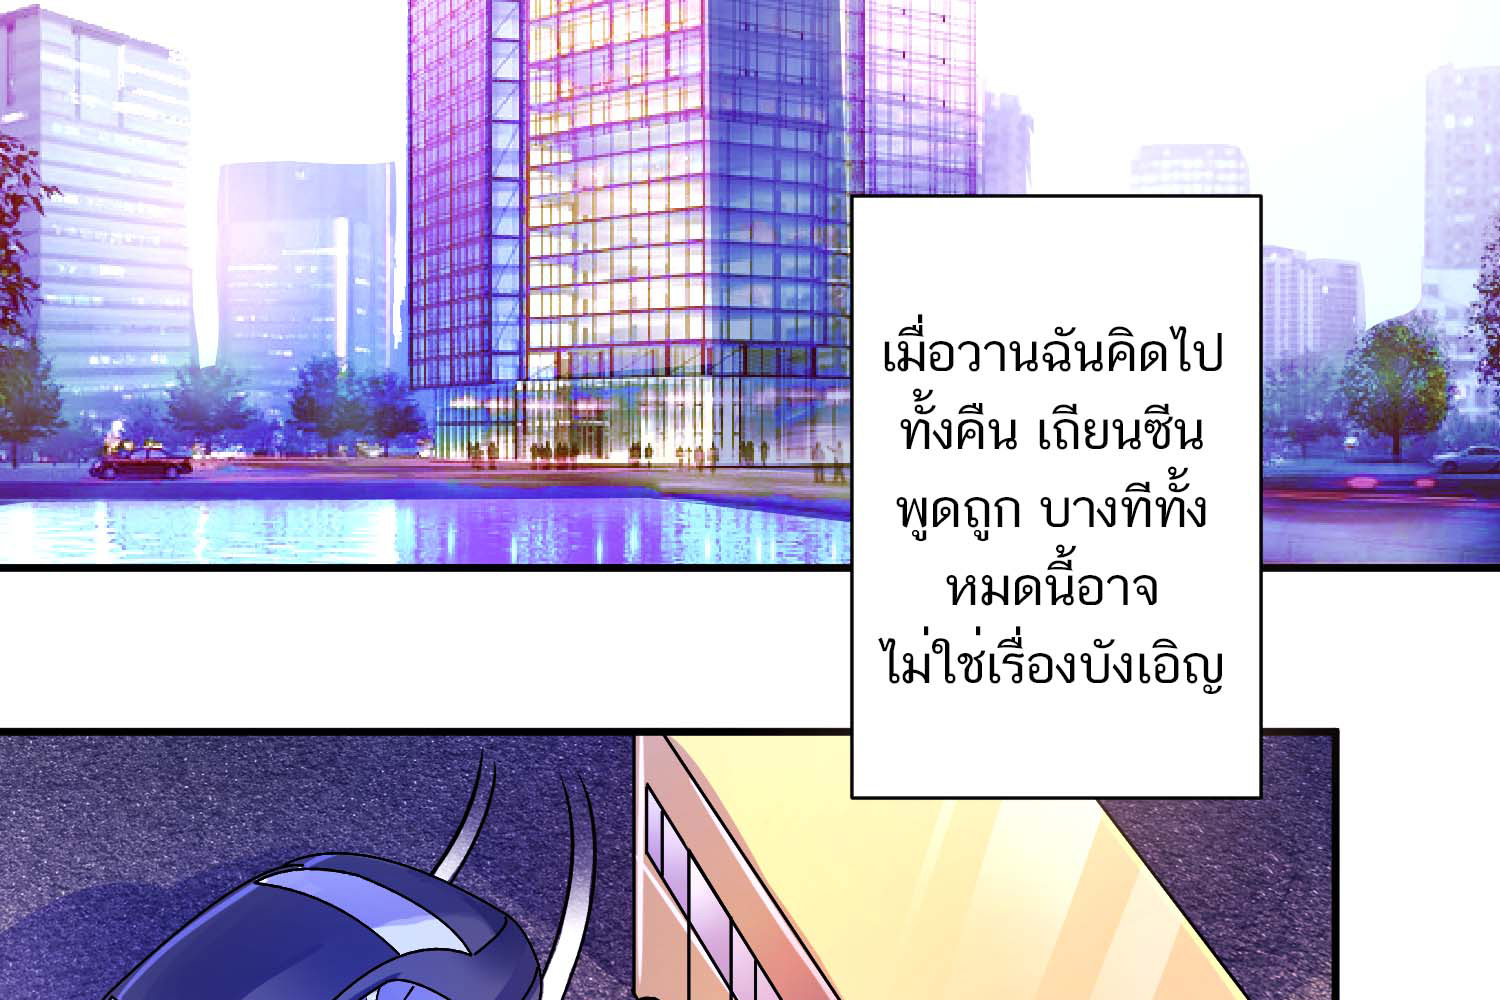 เมื่อวานฉันคิดไป
ทั้งคืน เถียนซีน
พูดถูก บางทีทั้ง
หมดนี้อาจ
ไม่ใช่เรื่องบังเอิญ